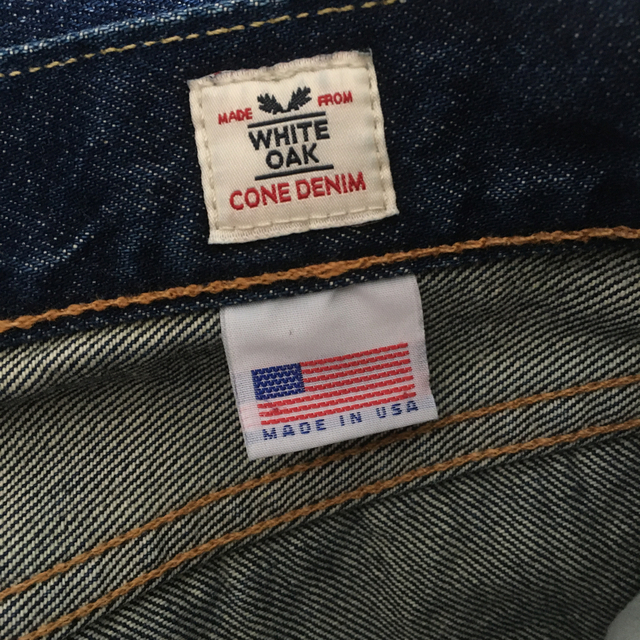 MADE FROM
WHITE
OAK
CONE DENIM
MADE IN USA